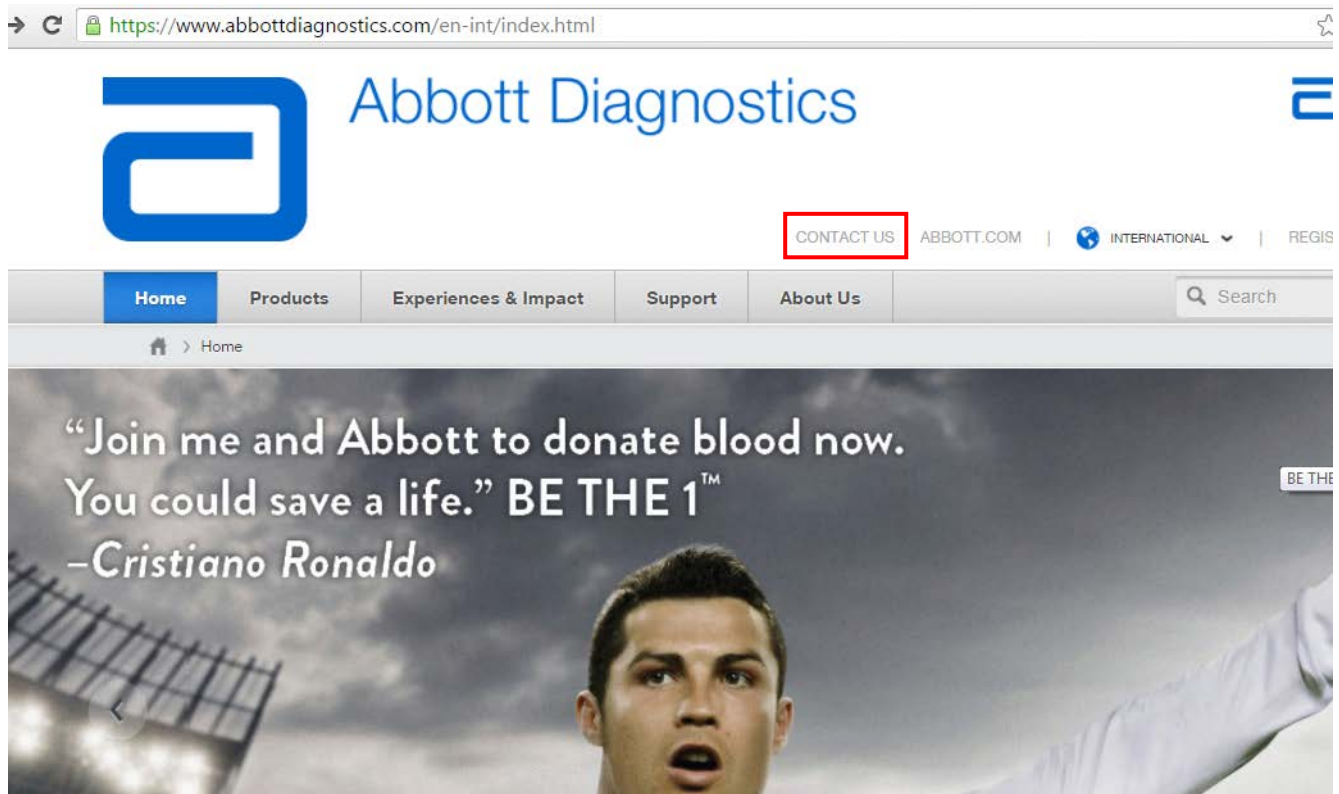 https://www.abbottdiagnostics.com/en-int/index.html
Abbott Diagnostics
CONTACT US ABBOTT.COM | INTERNATIONAL | REGIS
Home Products Experiences & Impact Support About Us Search
> Home
“Join me and Abbott to donate blood now.
You could save a life.” BE THE 1™
–Cristiano Ronaldo
BE THE